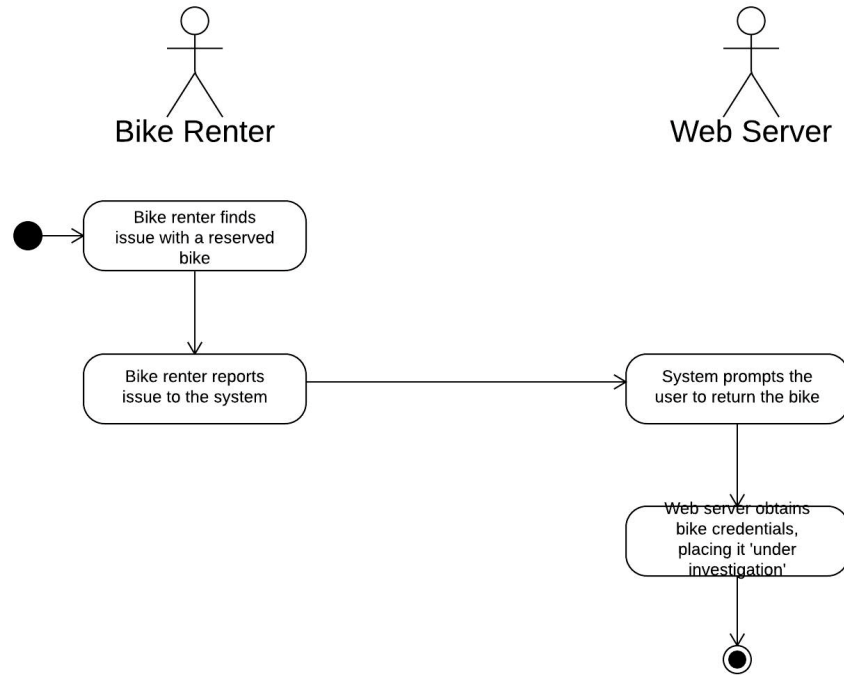 Bike Renter
Web Server
Bike renter finds
issue with a reserved
bike
Bike renter reports
issue to the system
System prompts the
user to return the bike
Web server obtains
bike credentials,
placing it 'under
investigation'